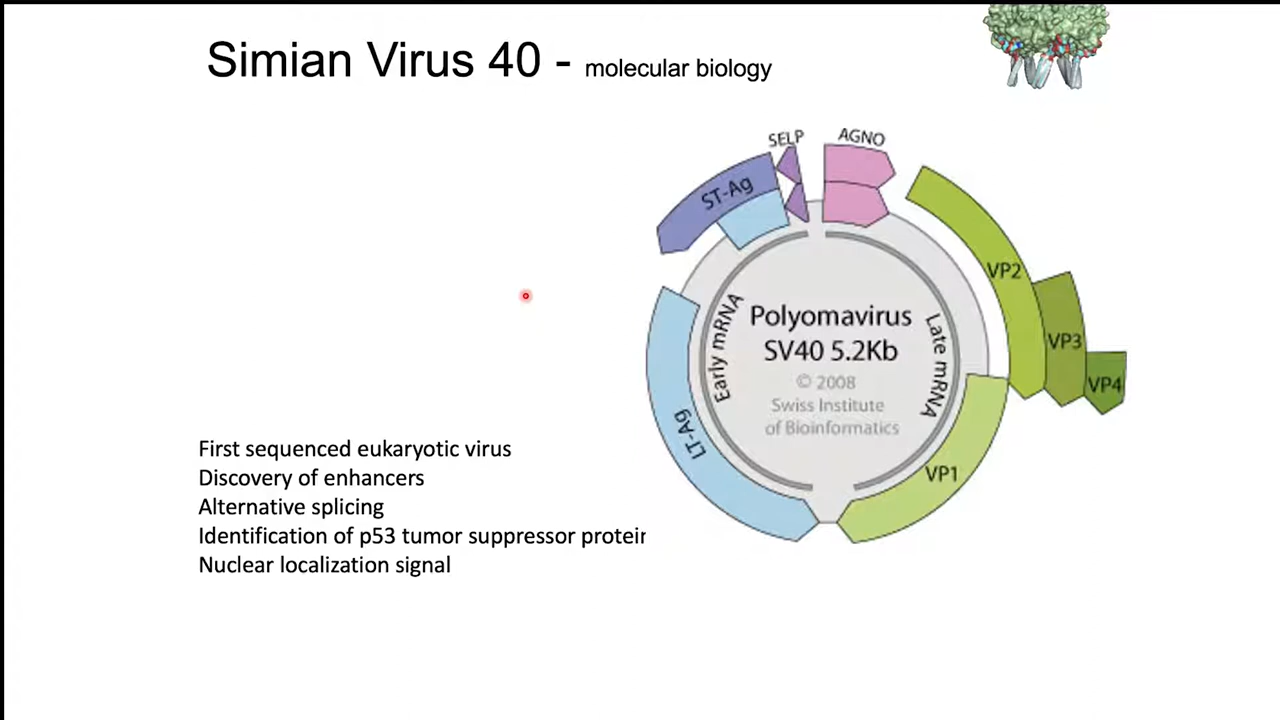 Simian Virus 40 - molecular biology
SELP
AGNO
ST-Ag
VP2
VP3
VP4
Early mRNA
Polyomavirus
SV40 5.2Kb
© 2008
Swiss Institute
of Bioinformatics
Late mRNA
LT-Ag
VP1
First sequenced eukaryotic virus
Discovery of enhancers
Alternative splicing
Identification of p53 tumor suppressor protein
Nuclear localization signal